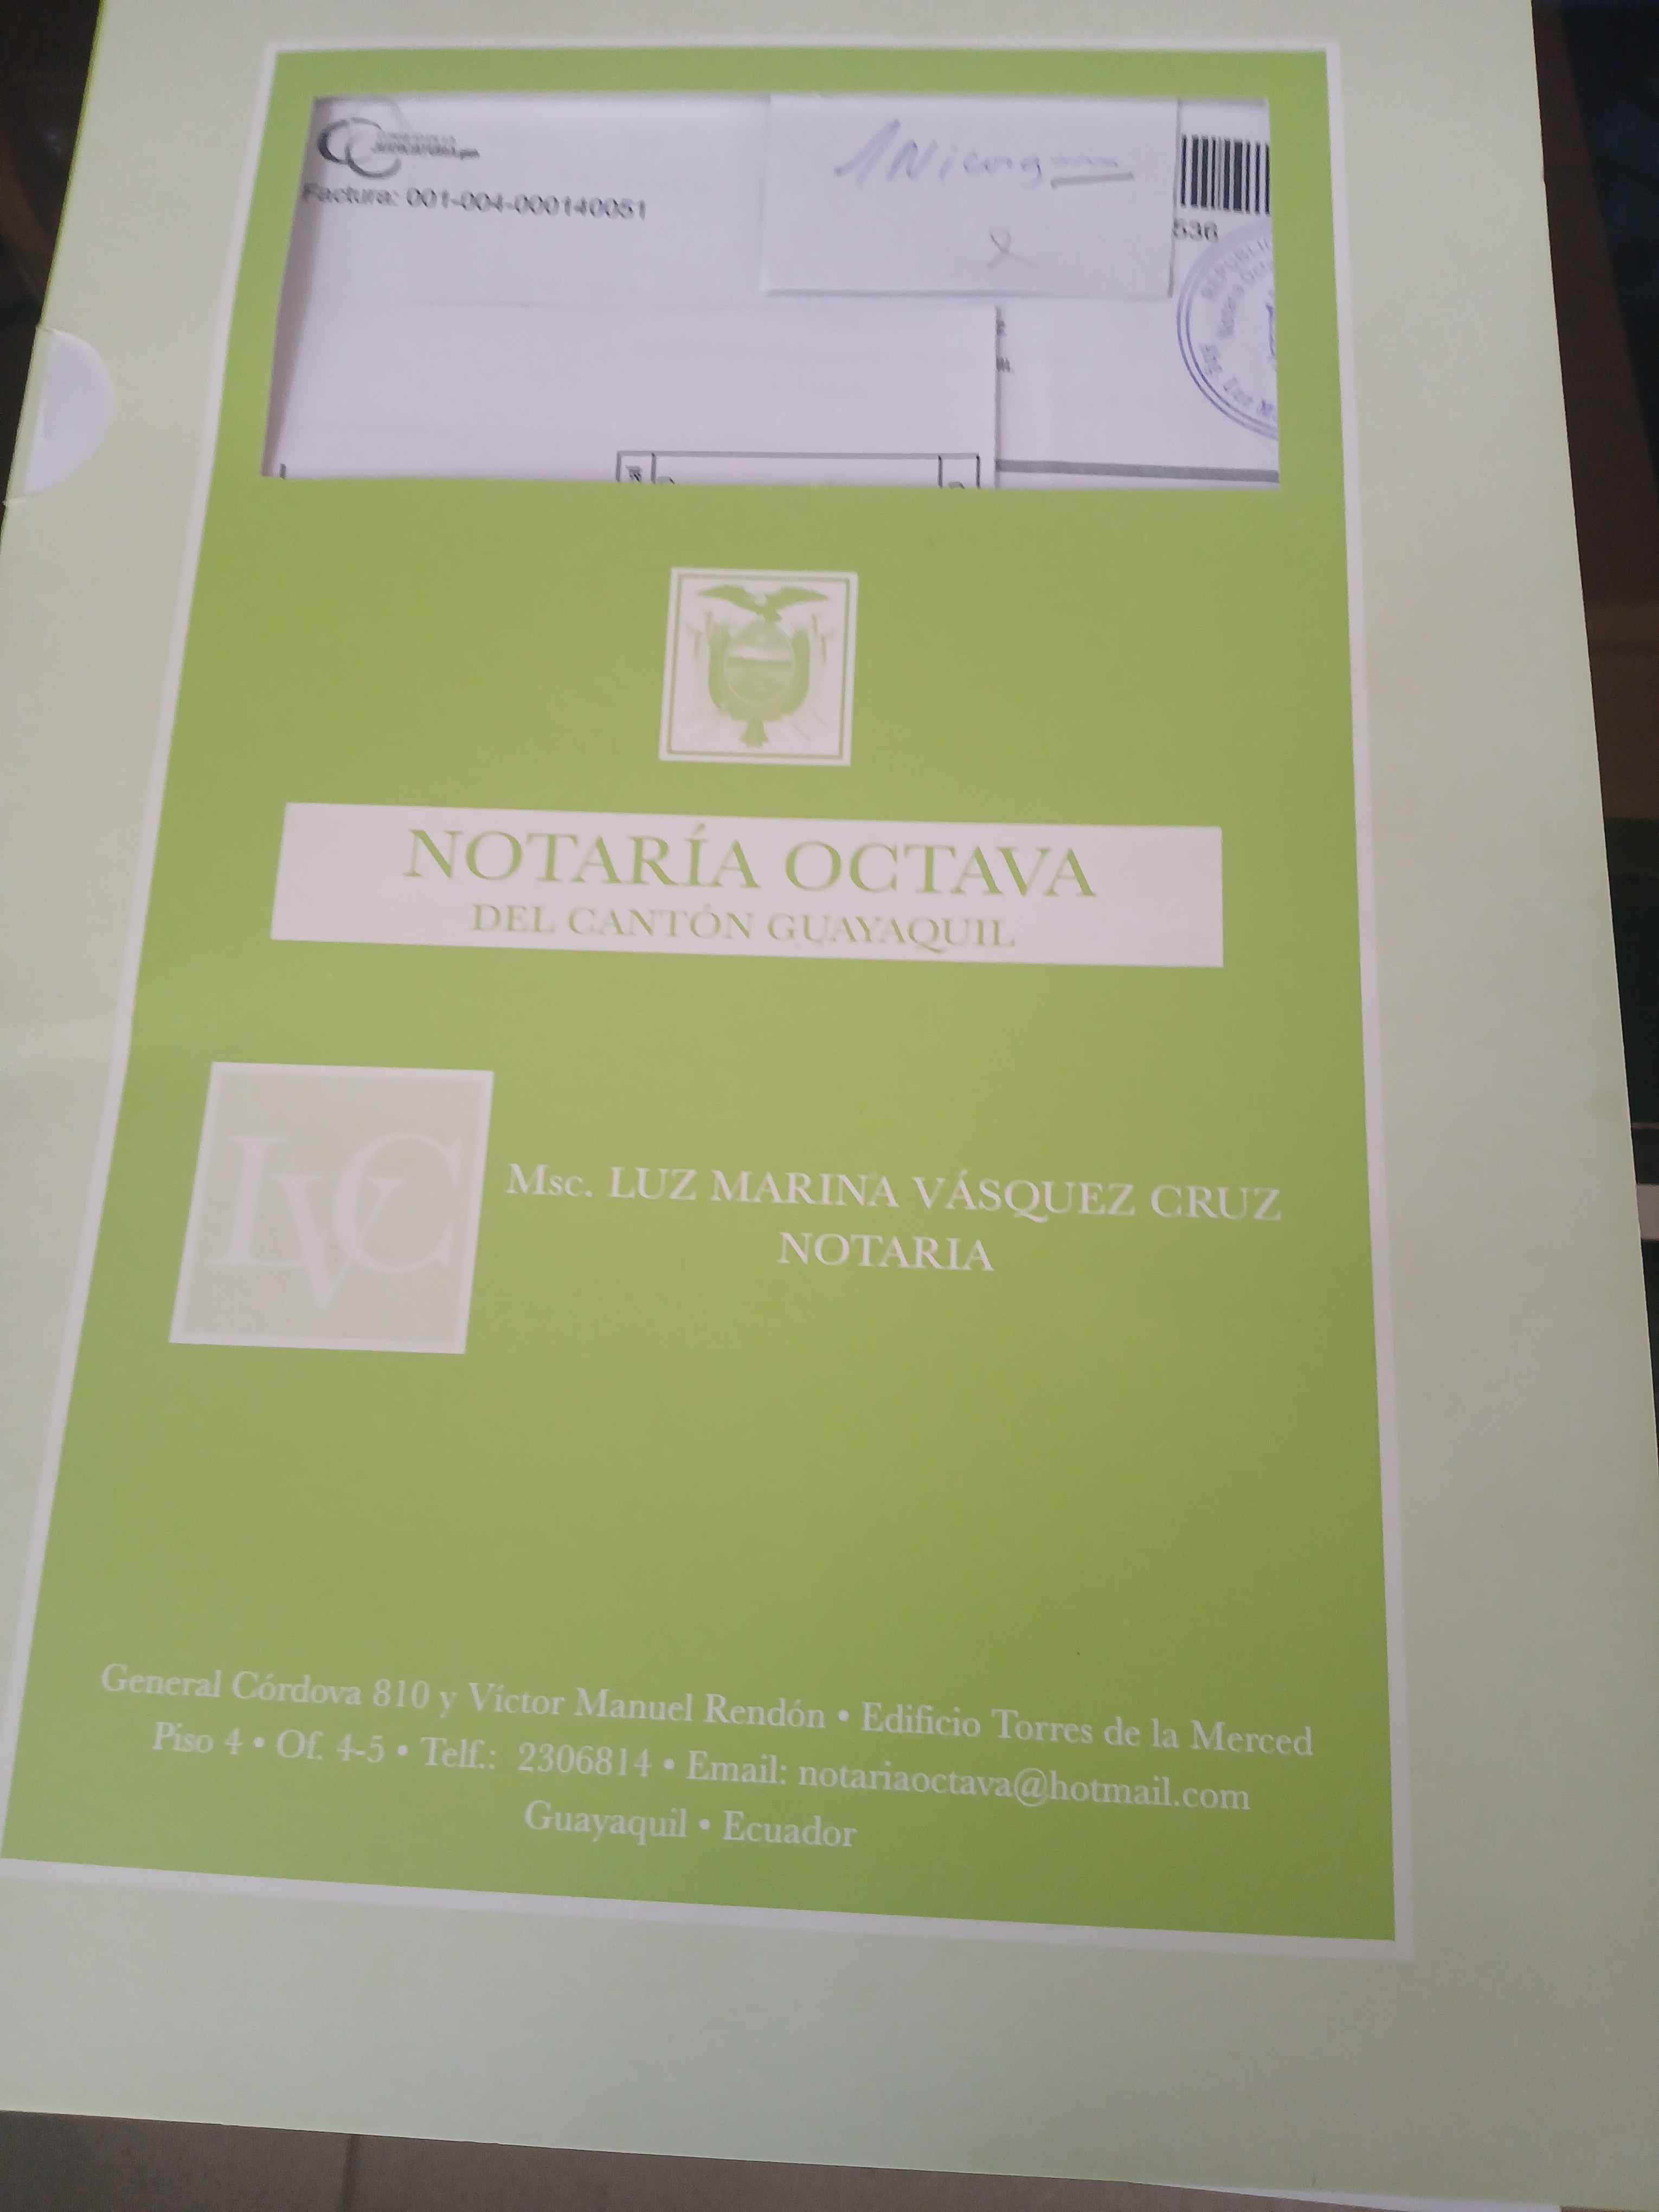 Factura: 001-004-000140051
536
NOTARÍA OCTAVA
DEL CANTÓN GUAYAQUIL
LVC
Msc. LUZ MARINA VÁSQUEZ CRUZ
NOTARIA
General Córdova 810 y Víctor Manuel Rendón • Edificio Torres de la Merced
Piso 4 • Of. 4-5 • Telf.: 2306814 • Email: notariaoctava@hotmail.com
Guayaquil • Ecuador